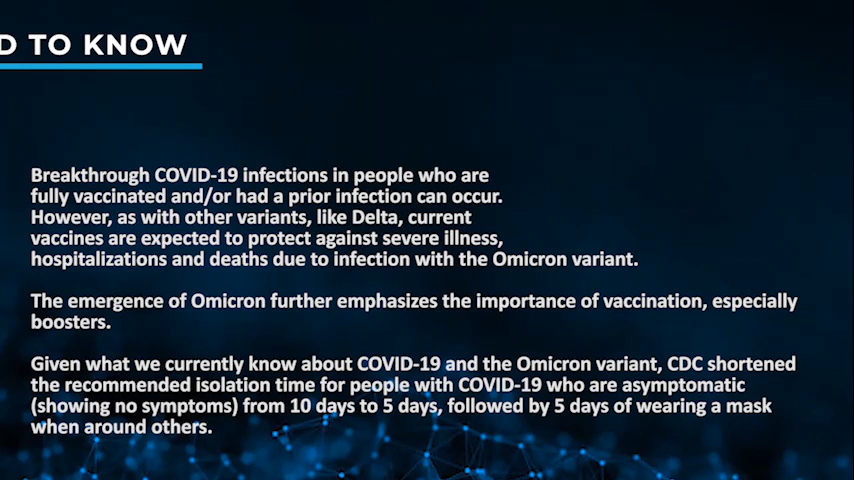 D TO KNOW
Breakthrough COVID-19 infections in people who are
fully vaccinated and/or had a prior infection can occur.
However, as with other variants, like Delta, current
vaccines are expected to protect against severe illness,
hospitalizations and deaths due to infection with the Omicron variant.
The emergence of Omicron further emphasizes the importance of vaccination, especially
boosters.
Given what we currently know about COVID-19 and the Omicron variant, CDC shortened
the recommended isolation time for people with COVID-19 who are asymptomatic
(showing no symptoms) from 10 days to 5 days, followed by 5 days of wearing a mask
when around others.